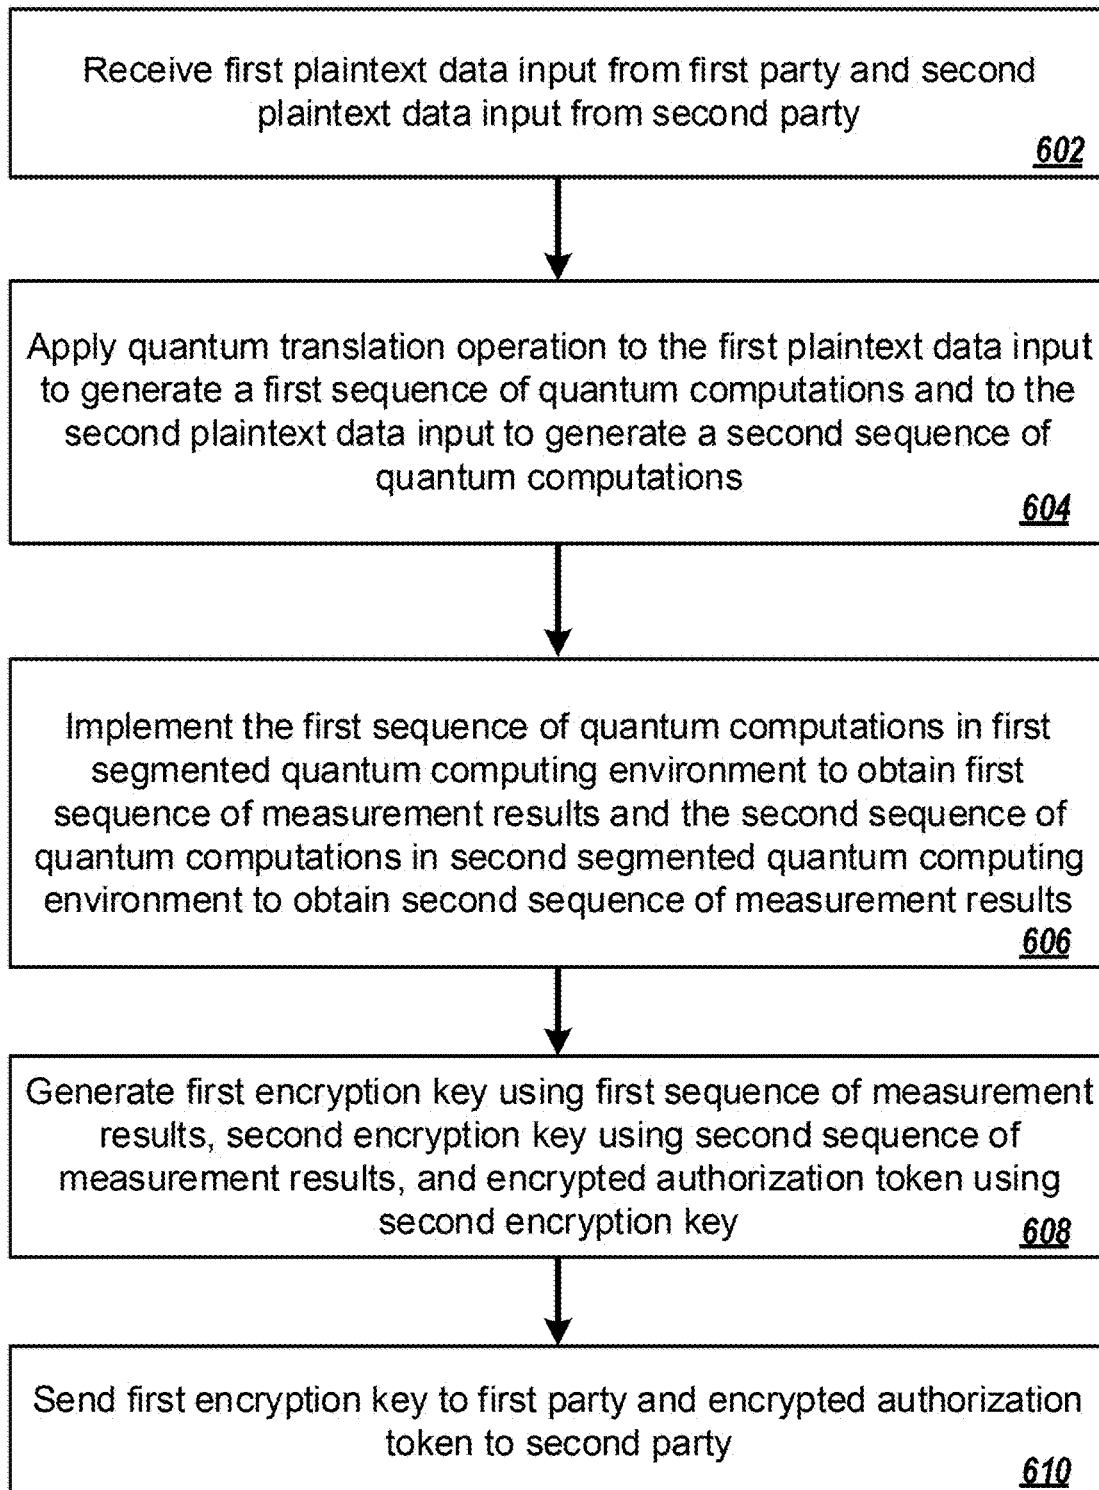 Receive first plaintext data input from first party and second
plaintext data input from second party
602
Apply quantum translation operation to the first plaintext data input
to generate a first sequence of quantum computations and to the
second plaintext data input to generate a second sequence of
quantum computations
604
Implement the first sequence of quantum computations in first
segmented quantum computing environment to obtain first
sequence of measurement results and the second sequence of
quantum computations in second segmented quantum computing
environment to obtain second sequence of measurement results
606
Generate first encryption key using first sequence of measurement
results, second encryption key using second sequence of
measurement results, and encrypted authorization token using
second encryption key
608
Send first encryption key to first party and encrypted authorization
token to second party
610